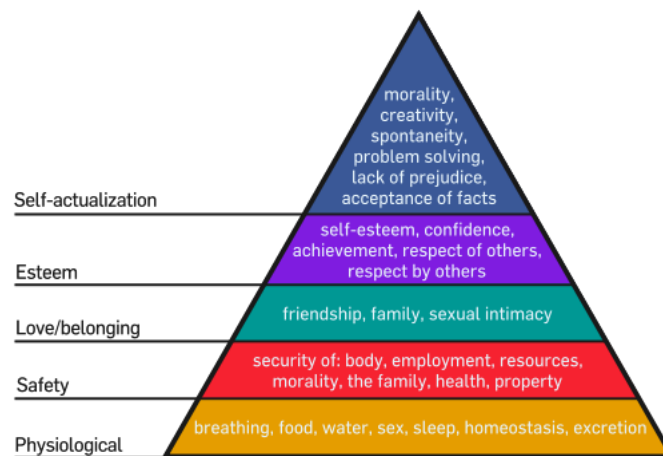 morality,
creativity,
spontaneity,
problem solving,
lack of prejudice,
acceptance of facts
Self-actualization
self-esteem, confidence,
achievement, respect of others,
respect by others
Esteem
friendship, family, sexual intimacy
Love/belonging
security of: body, employment, resources,
morality, the family, health, property
Safety
breathing, food, water, sex, sleep, homeostasis, excretion
Physiological